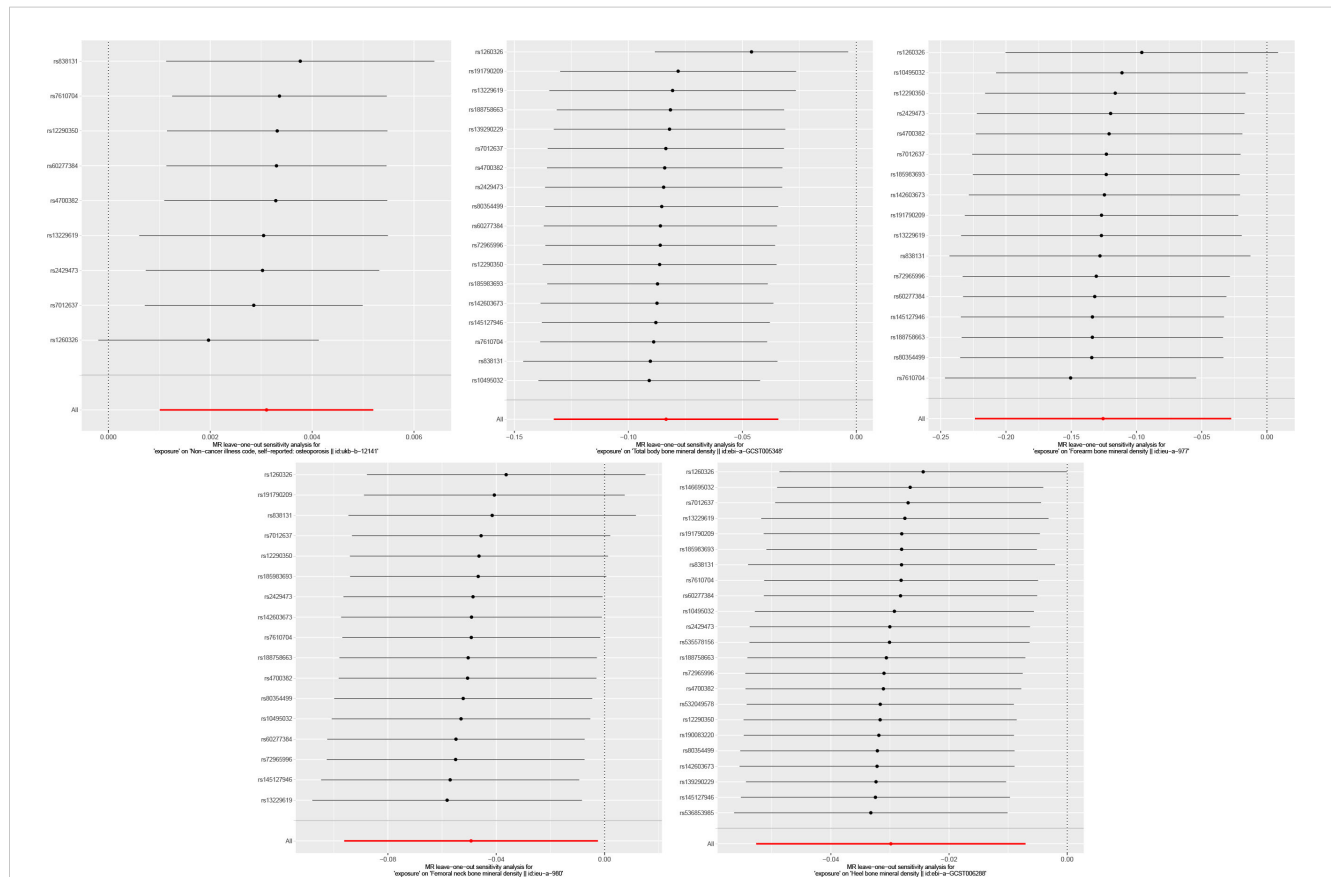 rs838131
rs7610704
rs12290350
rs60277384
rs4700382
rs13229619
rs2429473
rs7012637
rs1260326
All
0.000
0.002
0.004
0.006
MR leave-one-out sensitivity analysis for
'exposure' on 'Non-cancer illness code, self-reported: osteoporosis || id:ukb-b-12141'
rs1260326
rs191790209
rs13229619
rs188758663
rs139290229
rs7012637
rs4700382
rs2429473
rs80354499
rs60277384
rs72965996
rs12290350
rs185983693
rs142603673
rs145127946
rs7610704
rs838131
rs10495032
All
−0.15
−0.10
−0.05
0.00
MR leave-one-out sensitivity analysis for
'exposure' on 'Total body bone mineral density || id:ebi-a-GCST005348'
rs1260326
rs10495032
rs12290350
rs2429473
rs4700382
rs7012637
rs185983693
rs142603673
rs191790209
rs13229619
rs838131
rs72965996
rs60277384
rs145127946
rs188758663
rs80354499
rs7610704
All
−0.25
−0.20
−0.15
−0.10
−0.05
0.00
MR leave-one-out sensitivity analysis for
'exposure' on 'Forearm bone mineral density || id:ieu-a-977'
rs1260326
rs191790209
rs838131
rs7012637
rs12290350
rs185983693
rs2429473
rs142603673
rs7610704
rs188758663
rs4700382
rs80354499
rs10495032
rs60277384
rs72965996
rs145127946
rs13229619
All
−0.08
−0.04
0.00
MR leave-one-out sensitivity analysis for
'exposure' on 'Femoral neck bone mineral density || id:ieu-a-980'
rs1260326
rs146695032
rs7012637
rs13229619
rs191790209
rs185983693
rs838131
rs7610704
rs60277384
rs10495032
rs2429473
rs535578156
rs188758663
rs72965996
rs4700382
rs532049578
rs12290350
rs190083220
rs80354499
rs142603673
rs139290229
rs145127946
rs536853985
All
−0.04
−0.02
0.00
MR leave-one-out sensitivity analysis for
'exposure' on 'Heel bone mineral density || id:ebi-a-GCST006288'